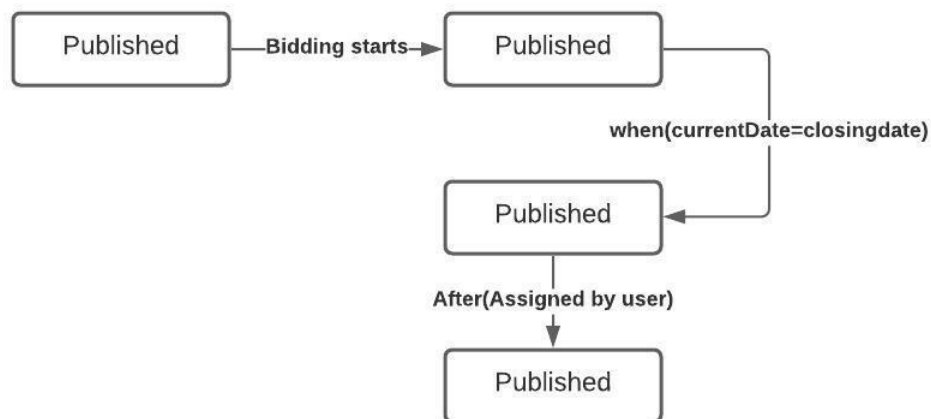 Published
Bidding starts
Published
when(currentDate=closingdate)
Published
After(Assigned by user)
Published